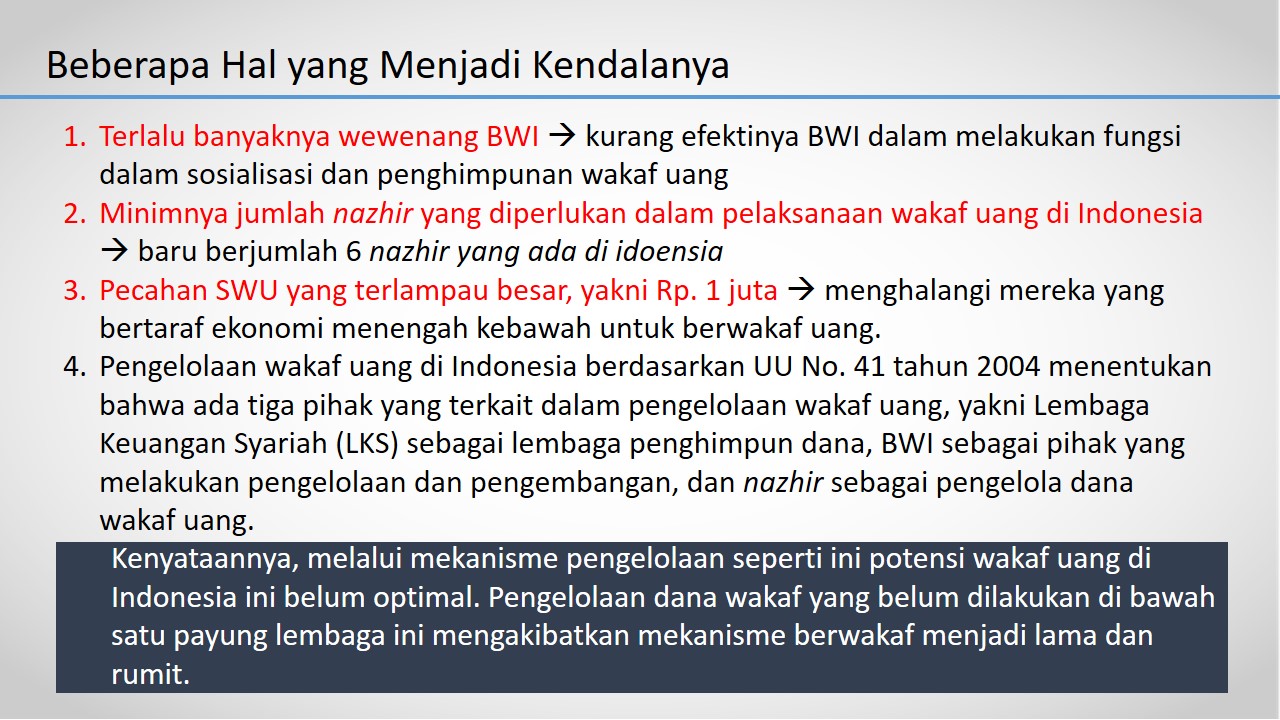 Beberapa Hal yang Menjadi Kendalanya
1. Terlalu banyaknya wewenang BWI → kurang efektinya BWI dalam melakukan fungsi
dalam sosialisasi dan penghimpunan wakaf uang
2. Minimnya jumlah nazhir yang diperlukan dalam pelaksanaan wakaf uang di Indonesia
→ baru berjumlah 6 nazhir yang ada di idoensia
3. Pecahan SWU yang terlampau besar, yakni Rp. 1 juta → menghalangi mereka yang
bertaraf ekonomi menengah kebawah untuk berwakaf uang.
4. Pengelolaan wakaf uang di Indonesia berdasarkan UU No. 41 tahun 2004 menentukan
bahwa ada tiga pihak yang terkait dalam pengelolaan wakaf uang, yakni Lembaga
Keuangan Syariah (LKS) sebagai lembaga penghimpun dana, BWI sebagai pihak yang
melakukan pengelolaan dan pengembangan, dan nazhir sebagai pengelola dana
wakaf uang.
Kenyataannya, melalui mekanisme pengelolaan seperti ini potensi wakaf uang di
Indonesia ini belum optimal. Pengelolaan dana wakaf yang belum dilakukan di bawah
satu payung lembaga ini mengakibatkan mekanisme berwakaf menjadi lama dan
rumit.